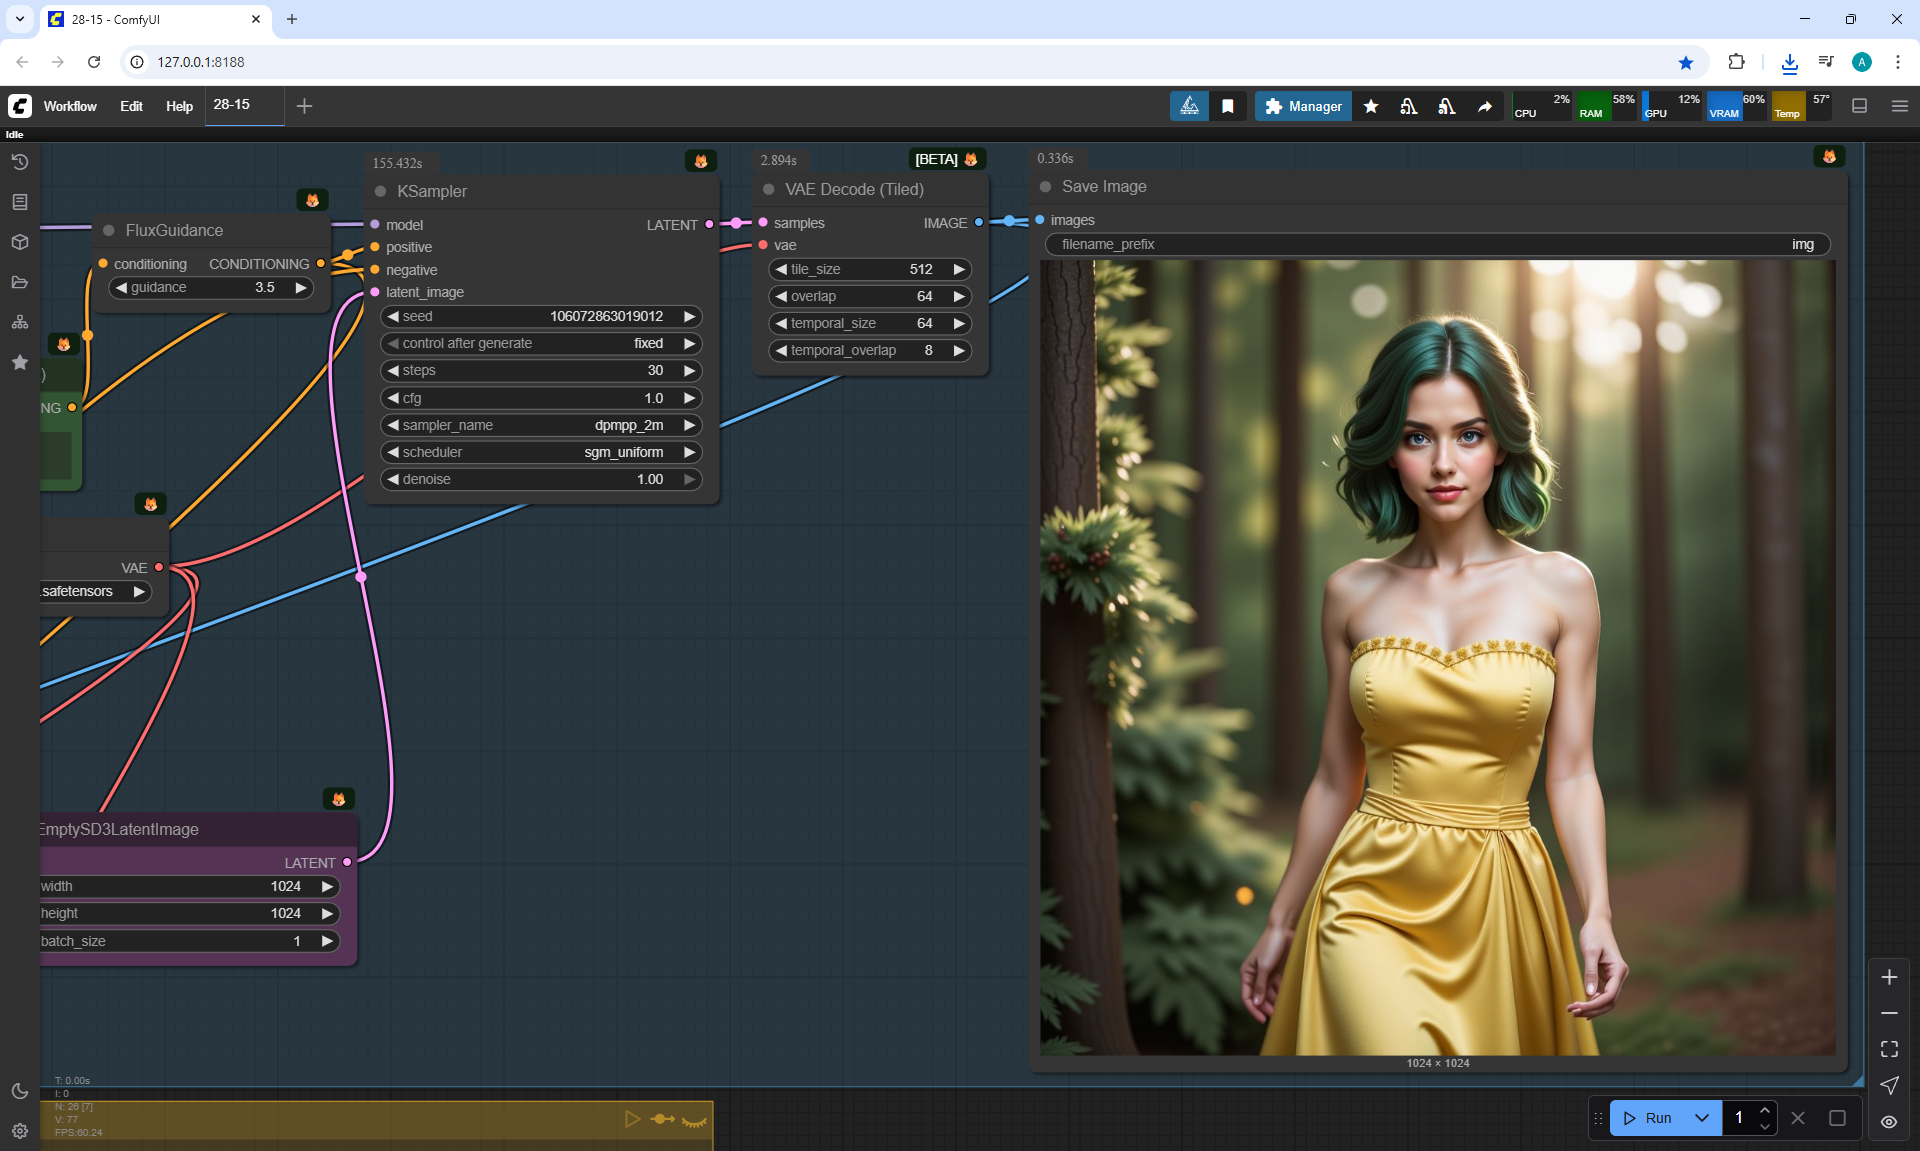 28-15 - ComfyUI
127.0.0.1:8188
Workflow Edit Help 28-15
Manager
CPU 2%
RAM 58%
GPU 12%
VRAM 60%
Temp 57°
Idle
155.432s
KSampler
model LATENT
positive
negative
latent_image
seed 106072863019012
control after generate fixed
steps 30
cfg 1.0
sampler_name dpmpp_2m
scheduler sgm_uniform
denoise 1.00
2.894s
[BETA]
VAE Decode (Tiled)
samples IMAGE
vae
tile_size 512
overlap 64
temporal_size 64
temporal_overlap 8
0.336s
Save Image
images
filename_prefix img
1024 × 1024
FluxGuidance
conditioning CONDITIONING
guidance 3.5
)
NG
VAE
.safetensors
EmptySD3LatentImage
LATENT
width 1024
height 1024
batch_size 1
T: 0.00s
I: 0
N: 26 [7]
V: 77
FPS:60.24
Run 1
A